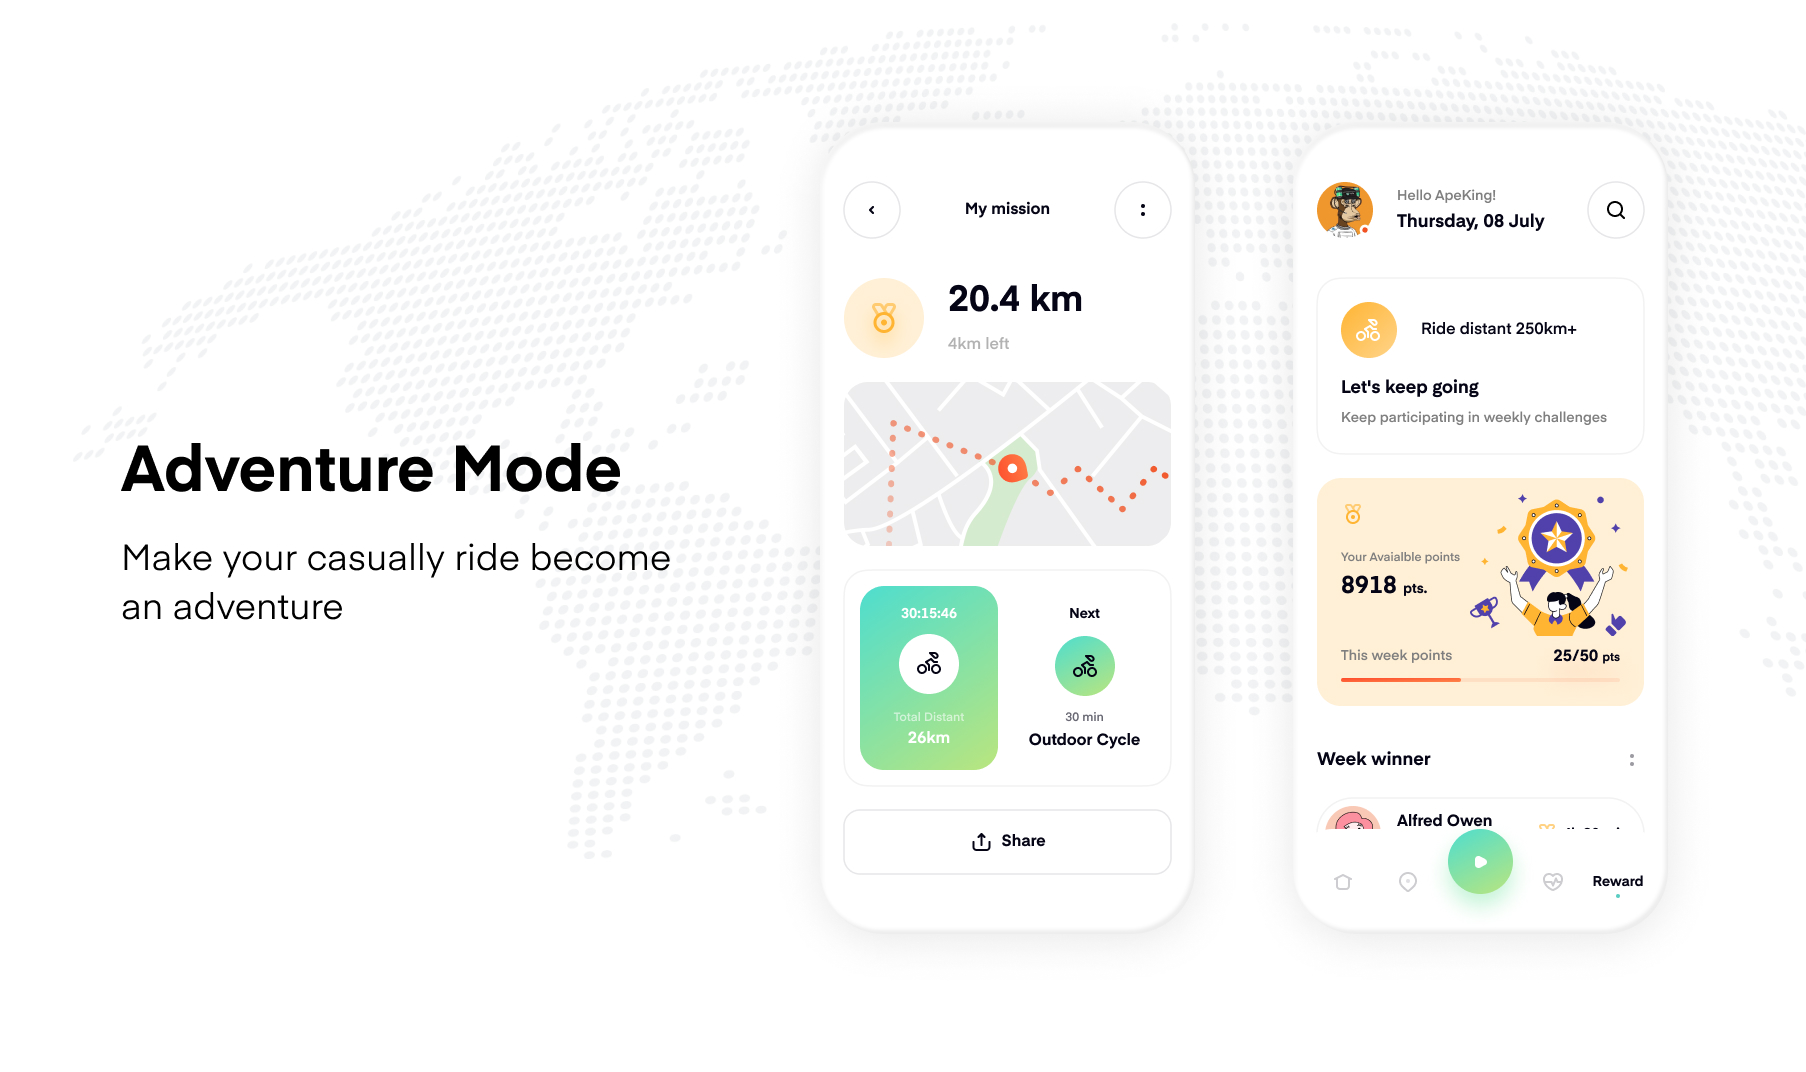 Adventure Mode
Make your casually ride become
an adventure
My mission
20.4 km
4km left
30:15:46
Total Distant
26km
Next
30 min
Outdoor Cycle
Share
Hello ApeKing!
Thursday, 08 July
Ride distant 250km+
Let's keep going
Keep participating in weekly challenges
Your Avaialble points
8918 pts.
This week points
25/50 pts
Week winner
Alfred Owen
Reward